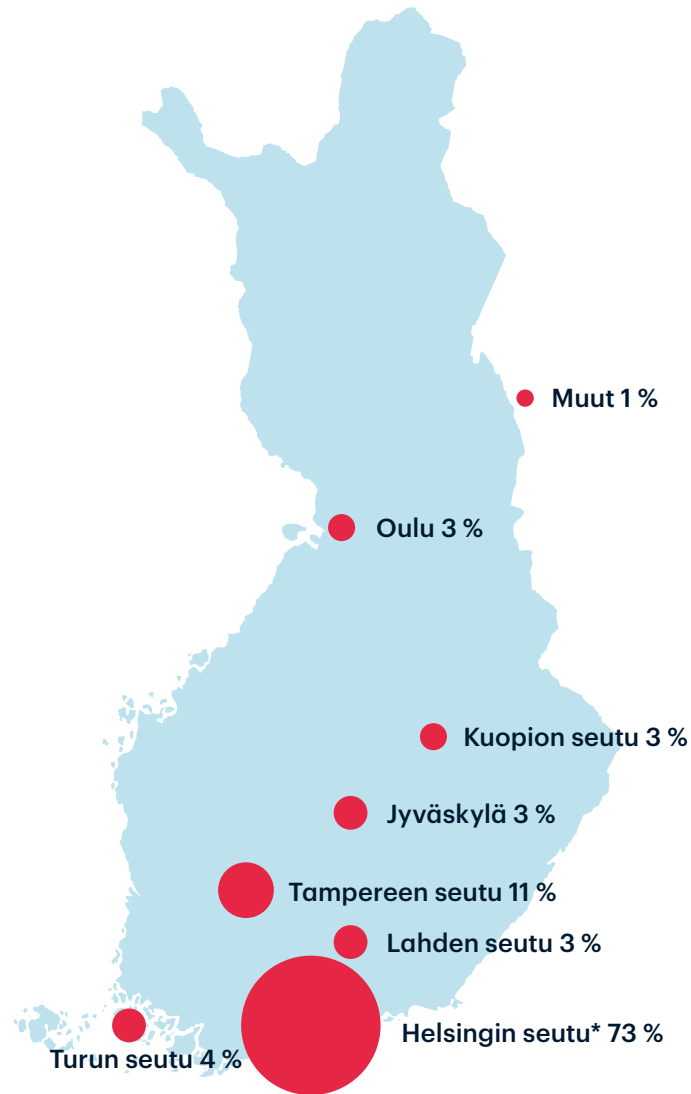 Muut 1 %
Oulu 3 %
Kuopion seutu 3 %
Jyväskylä 3 %
Tampereen seutu 11 %
Lahden seutu 3 %
Helsingin seutu* 73 %
Turun seutu 4 %